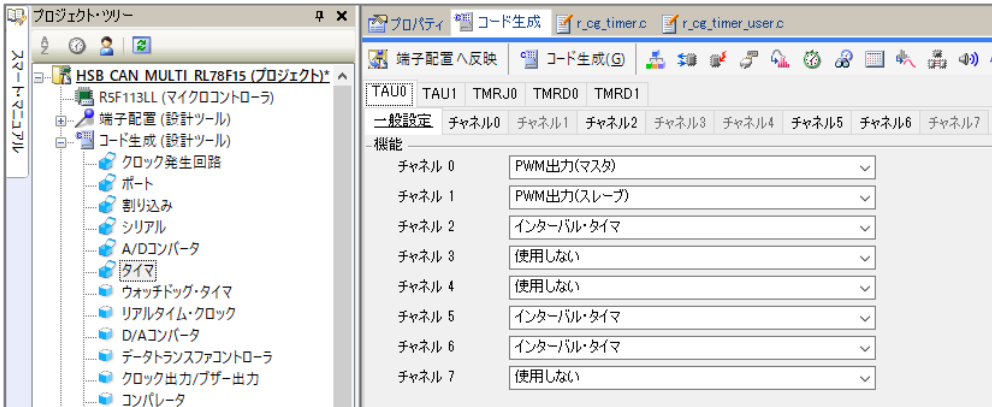 プロジェクト・ツリー
スマート・マニュアル
HSB_CAN_MULTI_RL78F15 (プロジェクト)*
R5F113LL (マイクロコントローラ)
端子配置 (設計ツール)
コード生成 (設計ツール)
クロック発生回路
ポート
割り込み
シリアル
A/Dコンバータ
タイマ
ウォッチドッグ・タイマ
リアルタイム・クロック
D/Aコンバータ
データトランスファコントローラ
クロック出力/ブザー出力
コンパレータ
プロパティ コード生成 r_cg_timer.c r_cg_timer_user.c
端子配置へ反映 コード生成(G)
TAU0 TAU1 TMRJ0 TMRD0 TMRD1
一般設定 チャネル0 チャネル1 チャネル2 チャネル3 チャネル4 チャネル5 チャネル6 チャネル7
機能
チャネル 0 PWM出力(マスタ)
チャネル 1 PWM出力(スレーブ)
チャネル 2 インターバル・タイマ
チャネル 3 使用しない
チャネル 4 使用しない
チャネル 5 インターバル・タイマ
チャネル 6 インターバル・タイマ
チャネル 7 使用しない